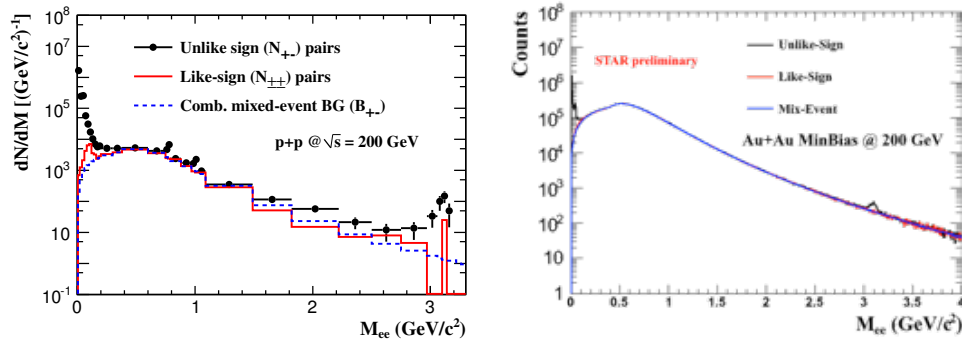 10⁸
10⁷
10⁵
10³
10
10⁻¹
dN/dM [(GeV/c²)⁻¹]
Unlike sign (N₊₋) pairs
Like-sign (N±±) pairs
Comb. mixed-event BG (B₊₋)
p+p @√s = 200 GeV
0 1 2 3
Mₑₑ (GeV/c²)
Counts
10⁸
10⁷
10⁶
10⁵
10⁴
10³
10²
10
1
STAR preliminary
Unlike-Sign
Like-Sign
Mix-Event
Au+Au MinBias @ 200 GeV
0 0.5 1 1.5 2 2.5 3 3.5 4
Mₑₑ (GeV/c²)